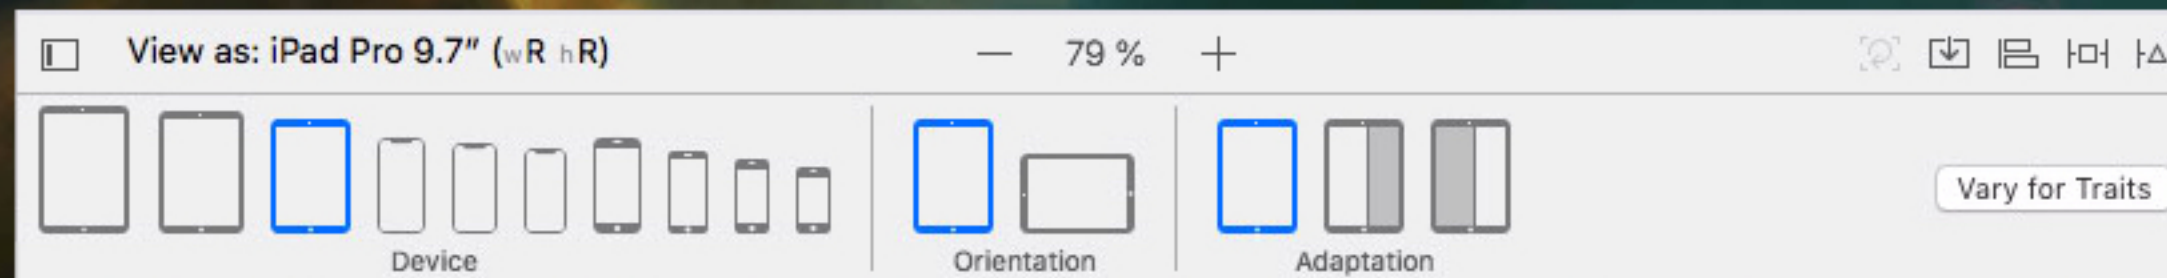 View as: iPad Pro 9.7″ (wR hR)
79 %
Vary for Traits
Device
Orientation
Adaptation